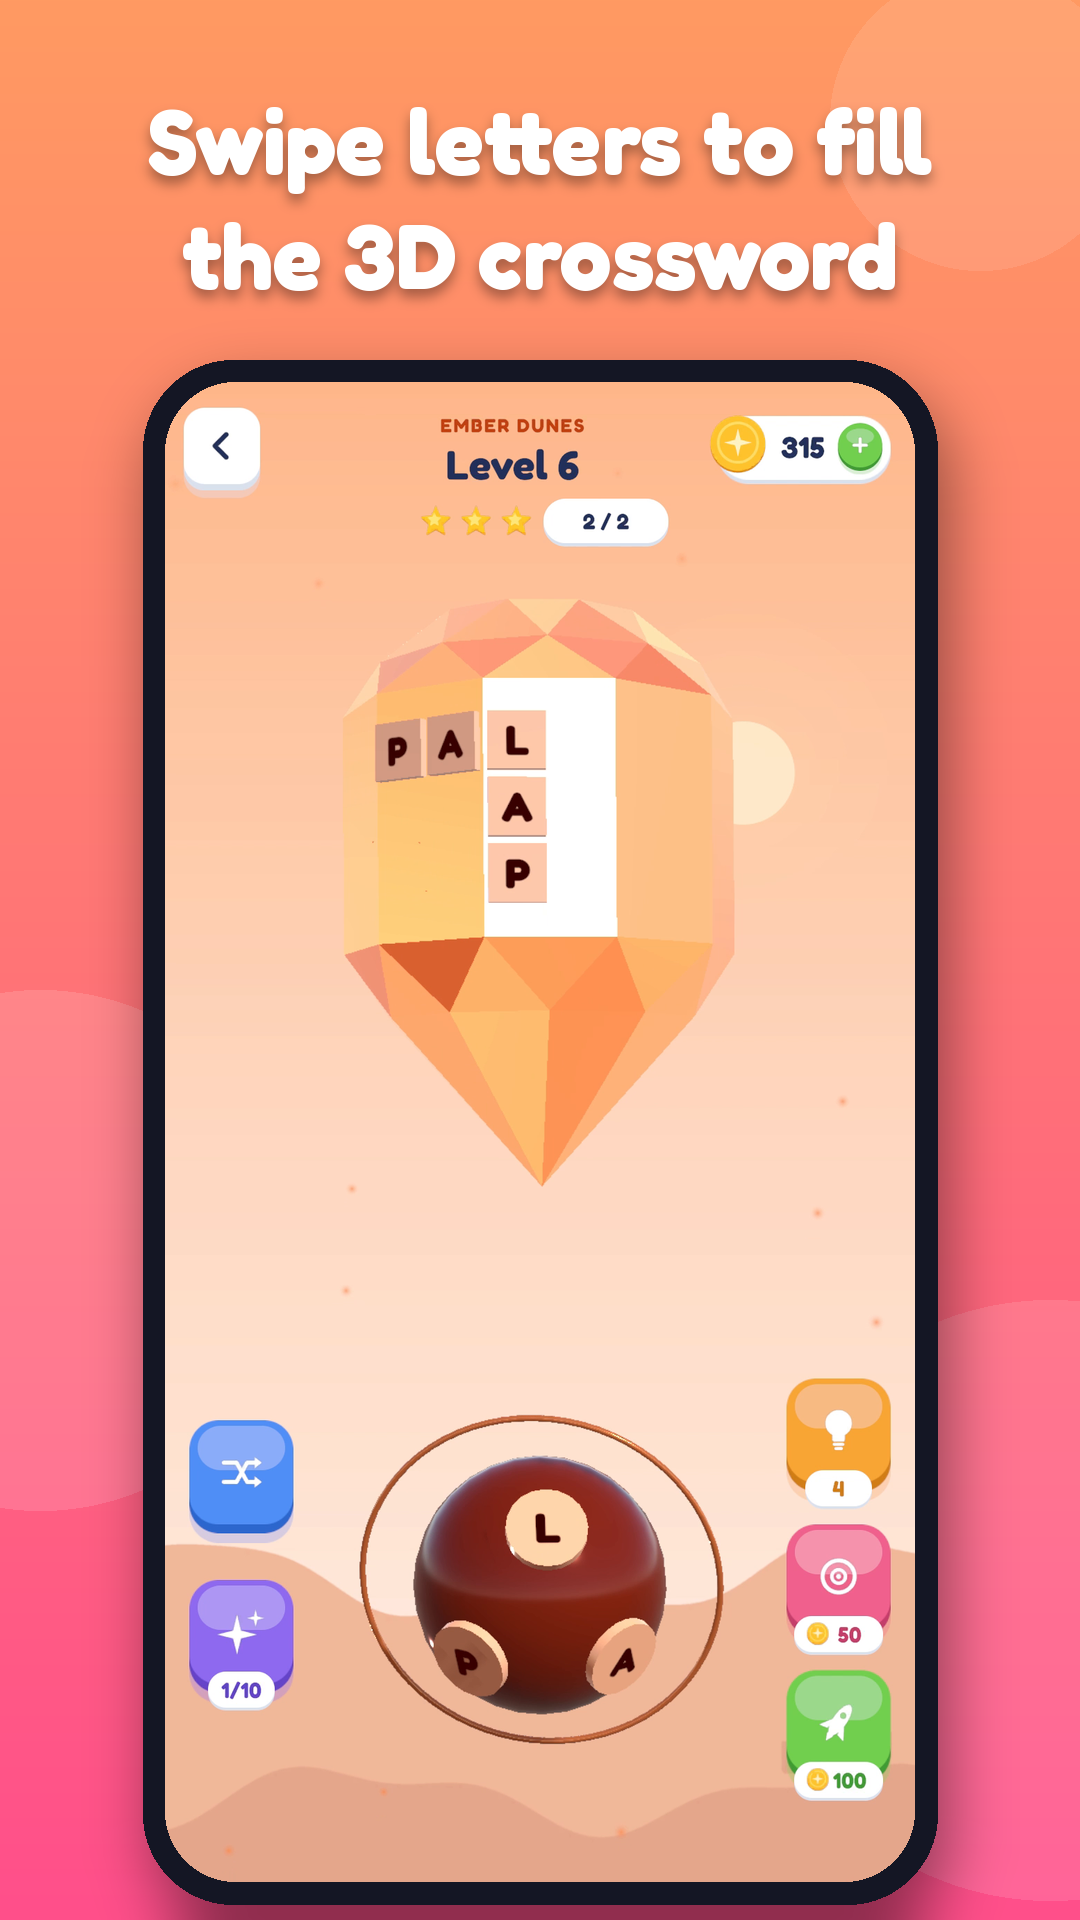 Swipe letters to fill
the 3D crossword
EMBER DUNES
Level 6
315
2 / 2
P A L
A
P
L
P A
4
1/10
50
100